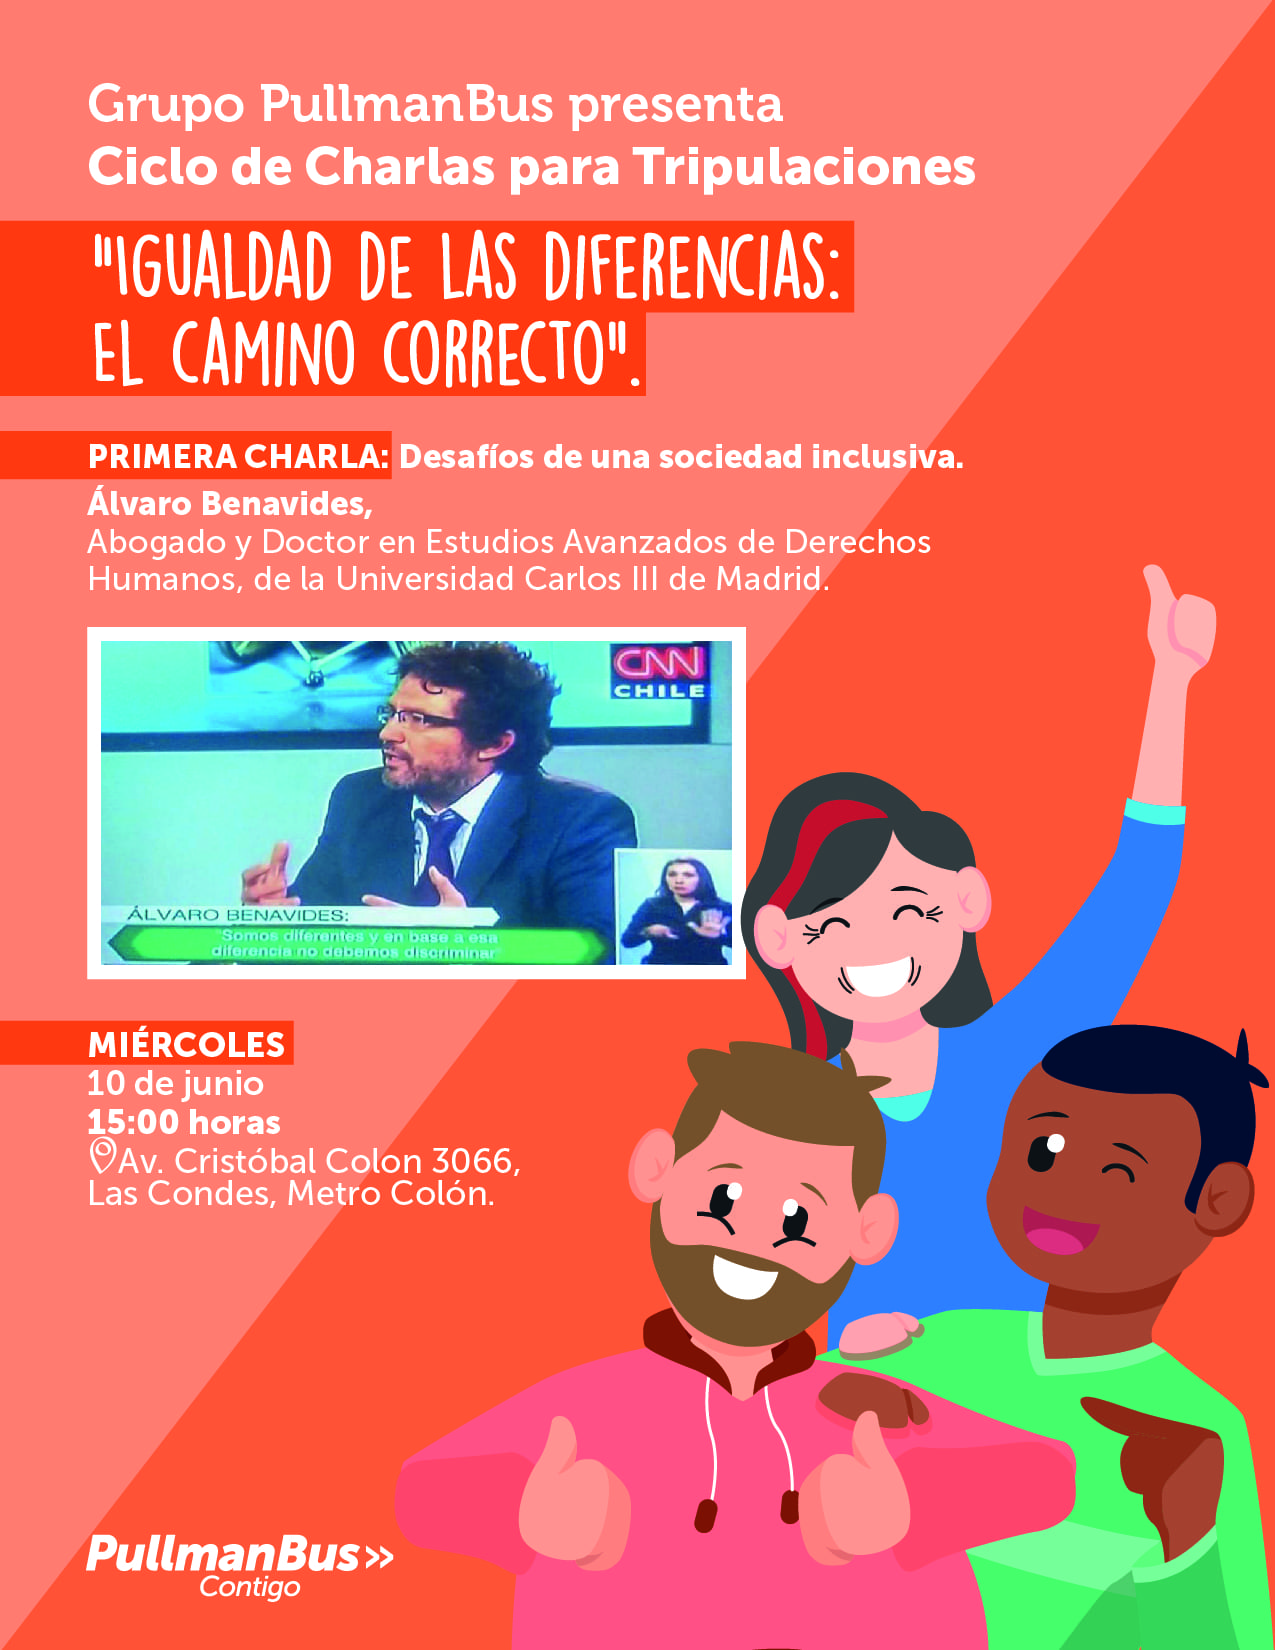 Grupo PullmanBus presenta
Ciclo de Charlas para Tripulaciones
"IGUALDAD DE LAS DIFERENCIAS:
EL CAMINO CORRECTO".
PRIMERA CHARLA: Desafíos de una sociedad inclusiva.
Álvaro Benavides,
Abogado y Doctor en Estudios Avanzados de Derechos
Humanos, de la Universidad Carlos III de Madrid.
CNN
CHILE
ÁLVARO BENAVIDES:
Somos diferentes y en base a esa
diferencia no debemos discriminar
MIÉRCOLES
10 de junio
15:00 horas
Av. Cristóbal Colon 3066,
Las Condes, Metro Colón.
PullmanBus»
Contigo